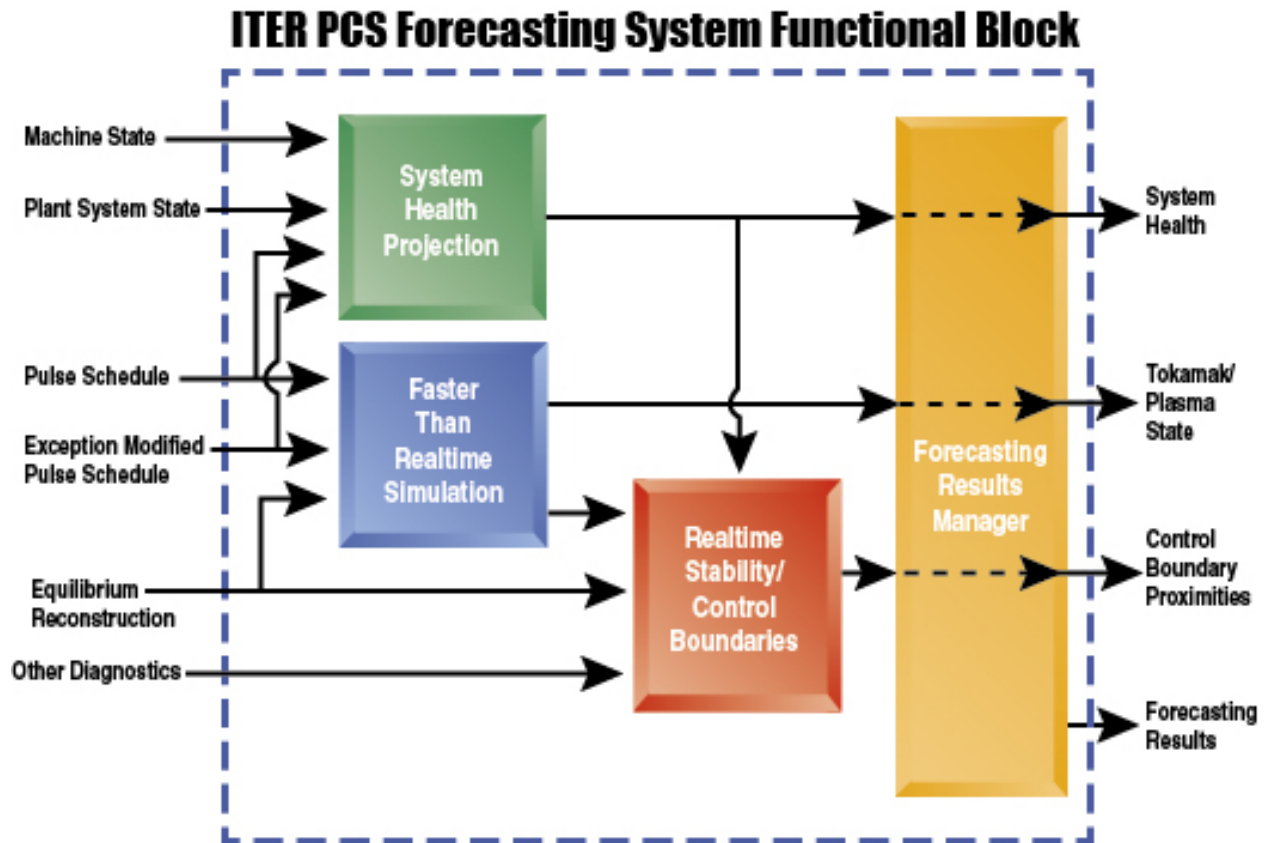 ITER PCS Forecasting System Functional Block
Machine State
Plant System State
Pulse Schedule
Exception Modified
Pulse Schedule
Equilibrium
Reconstruction
Other Diagnostics
System
Health
Projection
Faster
Than
Realtime
Simulation
Realtime
Stability/
Control
Boundaries
Forecasting
Results
Manager
System
Health
Tokamak/
Plasma
State
Control
Boundary
Proximities
Forecasting
Results